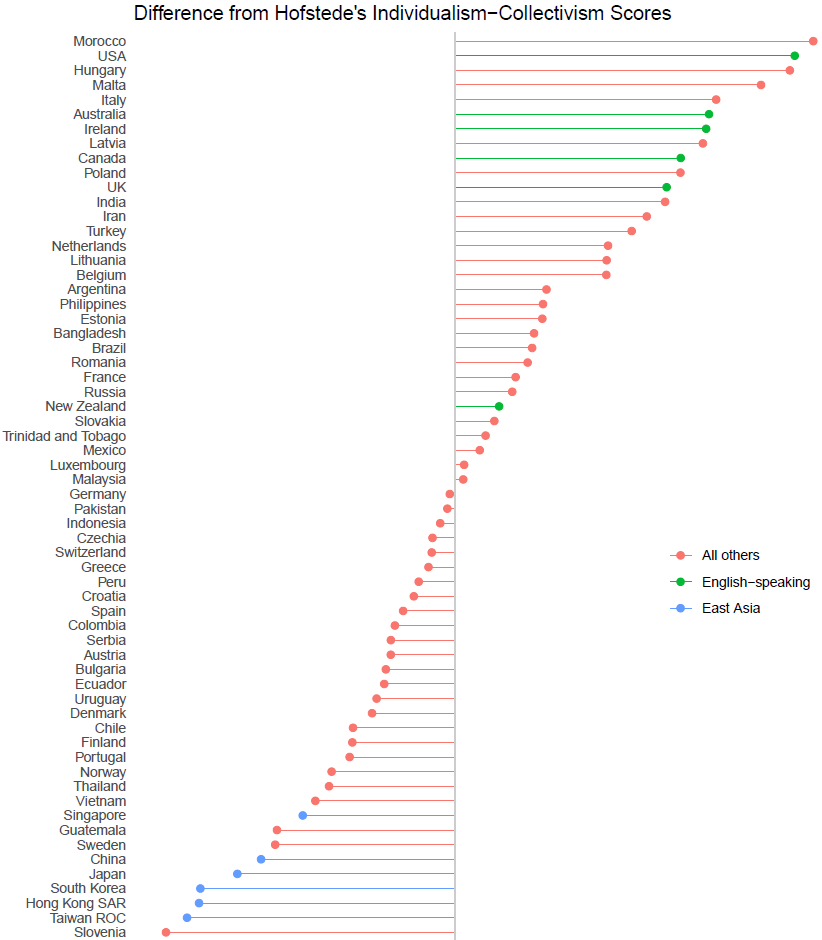 Difference from Hofstede's Individualism−Collectivism Scores
Morocco
USA
Hungary
Malta
Italy
Australia
Ireland
Latvia
Canada
Poland
UK
India
Iran
Turkey
Netherlands
Lithuania
Belgium
Argentina
Philippines
Estonia
Bangladesh
Brazil
Romania
France
Russia
New Zealand
Slovakia
Trinidad and Tobago
Mexico
Luxembourg
Malaysia
Germany
Pakistan
Indonesia
Czechia
Switzerland
Greece
Peru
Croatia
Spain
Colombia
Serbia
Austria
Bulgaria
Ecuador
Uruguay
Denmark
Chile
Finland
Portugal
Norway
Thailand
Vietnam
Singapore
Guatemala
Sweden
China
Japan
South Korea
Hong Kong SAR
Taiwan ROC
Slovenia
All others
English−speaking
East Asia